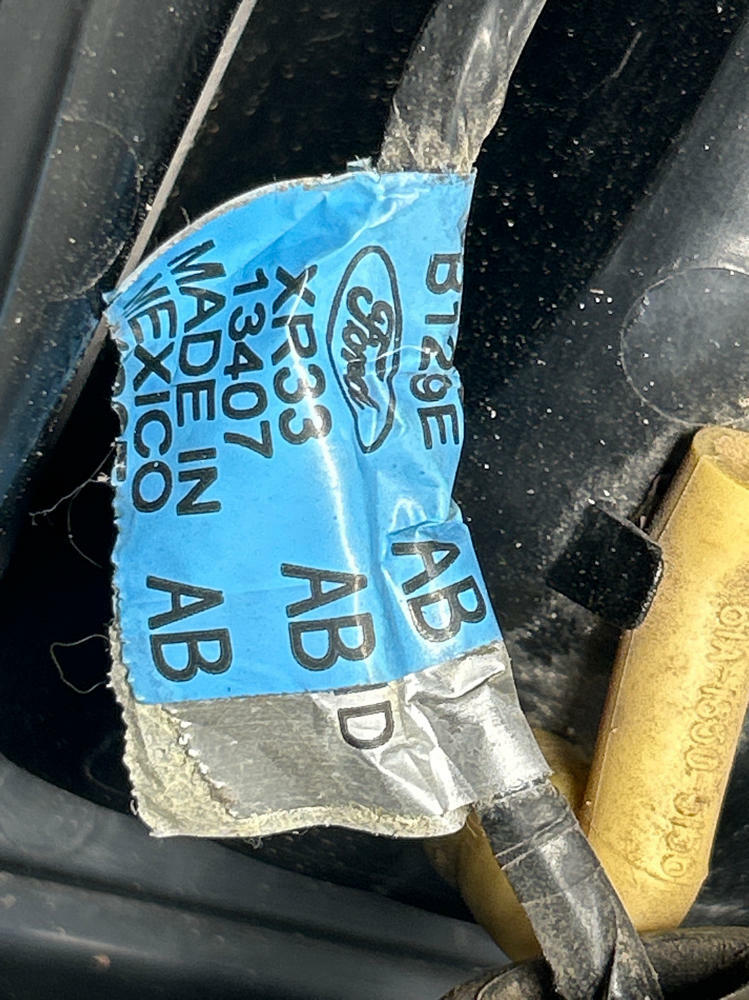 B129E AB
Ford
XR33 AB
13407
MADE IN
MEXICO AB
D